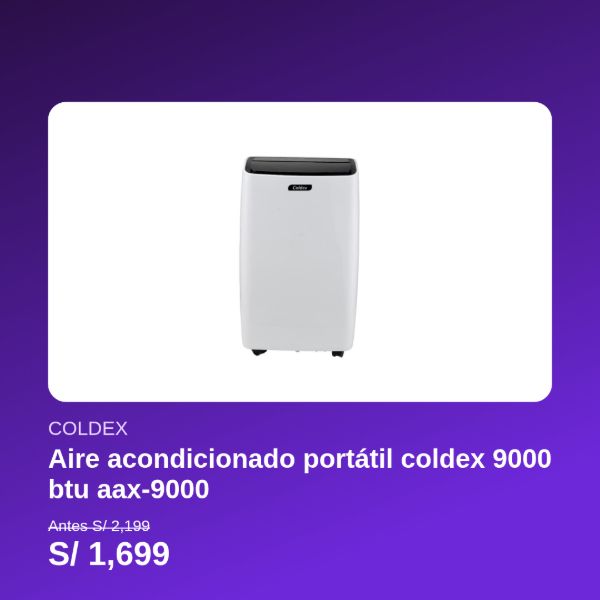 Coldex
COLDEX
Aire acondicionado portátil coldex 9000
btu aax-9000
Antes S/ 2,199
S/ 1,699